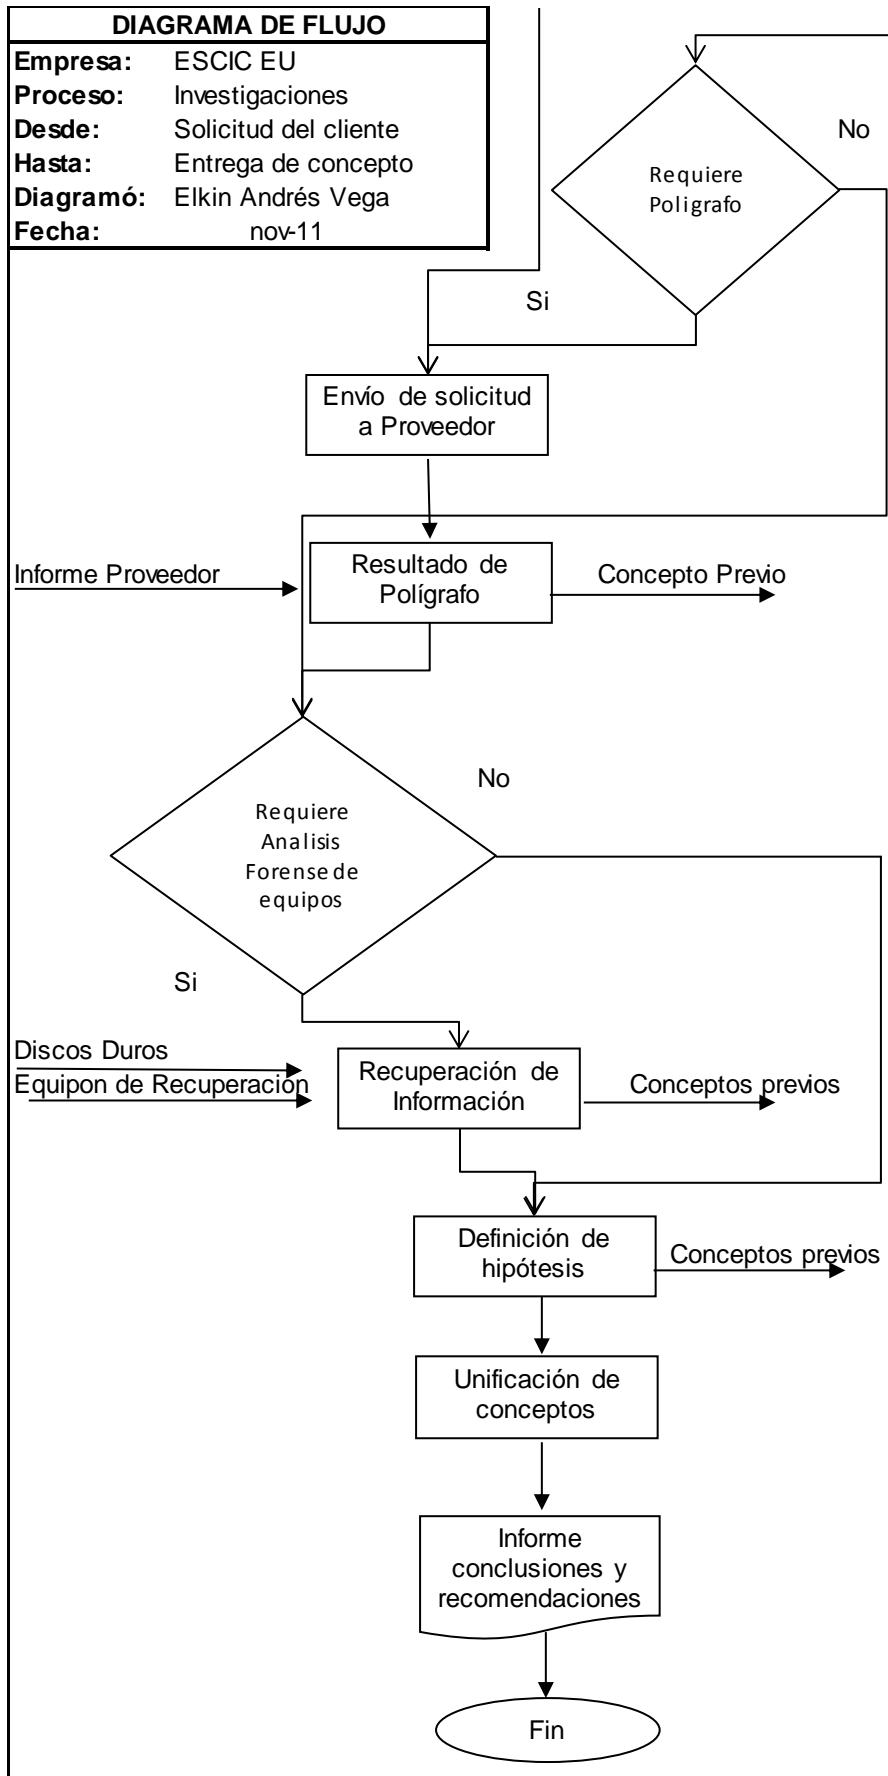 DIAGRAMA DE FLUJO
Empresa: ESCIC EU
Proceso: Investigaciones
Desde: Solicitud del cliente
Hasta: Entrega de concepto
Diagramó: Elkin Andrés Vega
Fecha: nov-11
No
Requiere
Poligrafo
Si
Envío de solicitud
a Proveedor
Informe Proveedor
Resultado de
Polígrafo
Concepto Previo
No
Requiere
Analisis
Forense de
equipos
Si
Discos Duros
Equipon de Recuperación
Recuperación de
Información
Conceptos previos
Definición de
hipótesis
Conceptos previos
Unificación de
conceptos
Informe
conclusiones y
recomendaciones
Fin